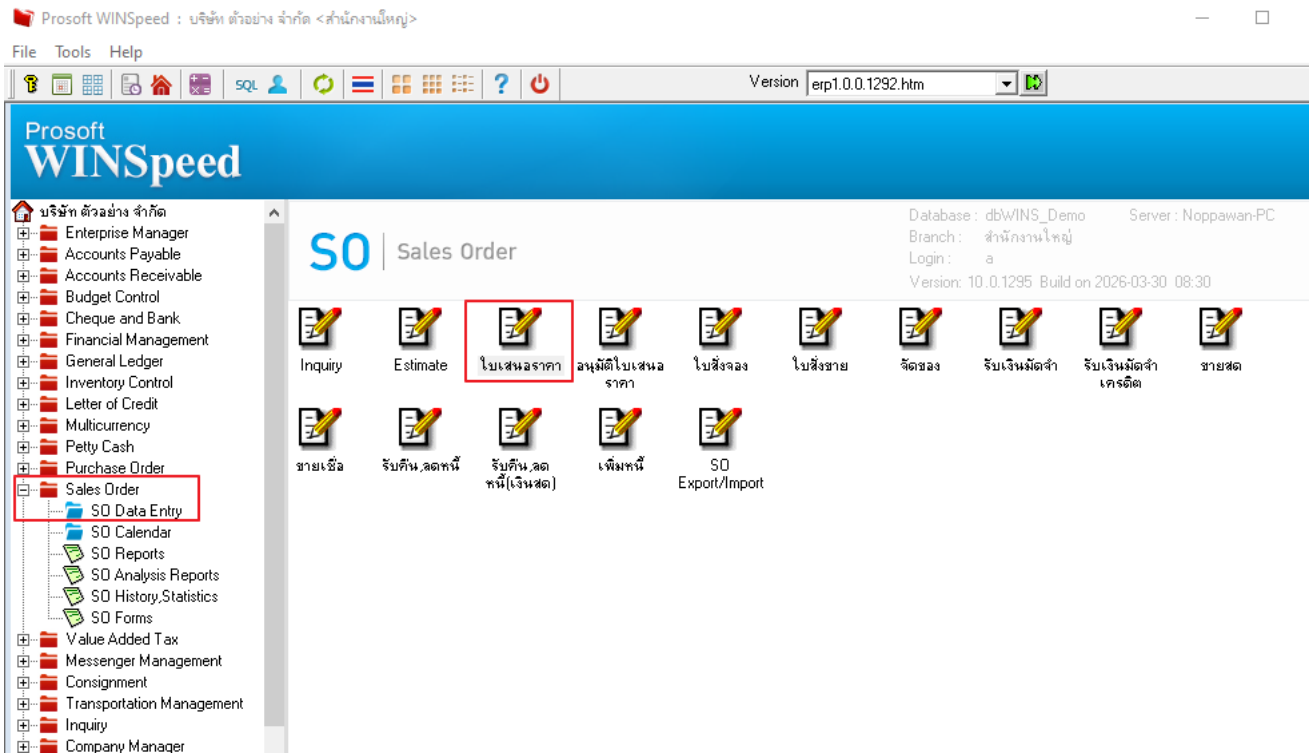 Prosoft WINSpeed : บริษัท ตัวอย่าง จำกัด <สำนักงานใหญ่>
File Tools Help
SQL
Version erp1.0.0.1292.htm
Prosoft
WINSpeed
บริษัท ตัวอย่าง จำกัด
Enterprise Manager
Accounts Payable
Accounts Receivable
Budget Control
Cheque and Bank
Financial Management
General Ledger
Inventory Control
Letter of Credit
Multicurrency
Petty Cash
Purchase Order
Sales Order
SO Data Entry
SO Calendar
SO Reports
SO Analysis Reports
SO History,Statistics
SO Forms
Value Added Tax
Messenger Management
Consignment
Transportation Management
Inquiry
Company Manager
SO Sales Order
Database : dbWINS_Demo Server : Noppawan-PC
Branch : สำนักงานใหญ่
Login : a
Version: 10.0.1295 Build on 2026-03-30 08:30
Inquiry
Estimate
ใบเสนอราคา
อนุมัติใบเสนอ
ราคา
ใบสั่งจอง
ใบสั่งขาย
จัดของ
รับเงินมัดจำ
รับเงินมัดจำ
เครดิต
ขายสด
ขายเชื่อ
รับคืน,ลดหนี้
รับคืน,ลด
หนี้(เงินสด)
เพิ่มหนี้
SO
Export/Import